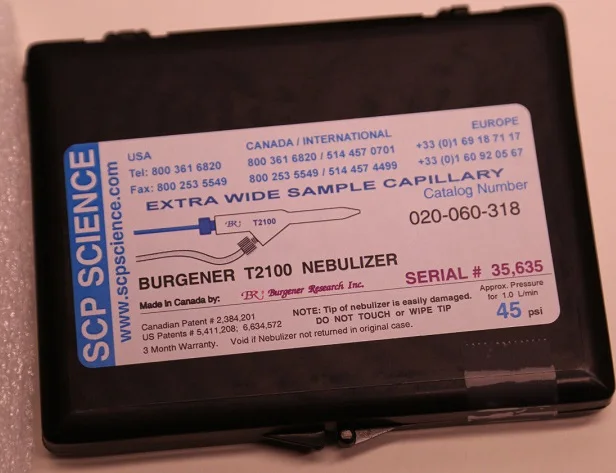 SCP SCIENCE
www.scpscience.com
USA
Tel: 800 361 6820
Fax: 800 253 5549
CANADA / INTERNATIONAL
800 361 6820 / 514 457 0701
800 253 5549 / 514 457 4499
EUROPE
+33 (0)1 69 18 71 17
+33 (0)1 60 92 05 67
EXTRA WIDE SAMPLE CAPILLARY
Catalog Number
020-060-318
BR T2100
BURGENER T2100 NEBULIZER
SERIAL # 35,635
Made in Canada by: BR Burgener Research Inc.
Canadian Patent # 2,384,201
US Patents # 5,411,208; 6,634,572
3 Month Warranty. Void if Nebulizer not returned in original case.
NOTE: Tip of nebulizer is easily damaged.
DO NOT TOUCH or WIPE TIP
Approx. Pressure
for 1.0 L/min
45 psi